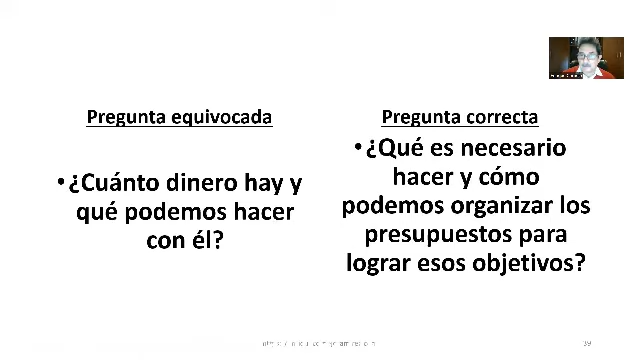 Pregunta equivocada
•¿Cuánto dinero hay y
qué podemos hacer
con él?
Pregunta correcta
•¿Qué es necesario
hacer y cómo
podemos organizar los
presupuestos para
lograr esos objetivos?
39